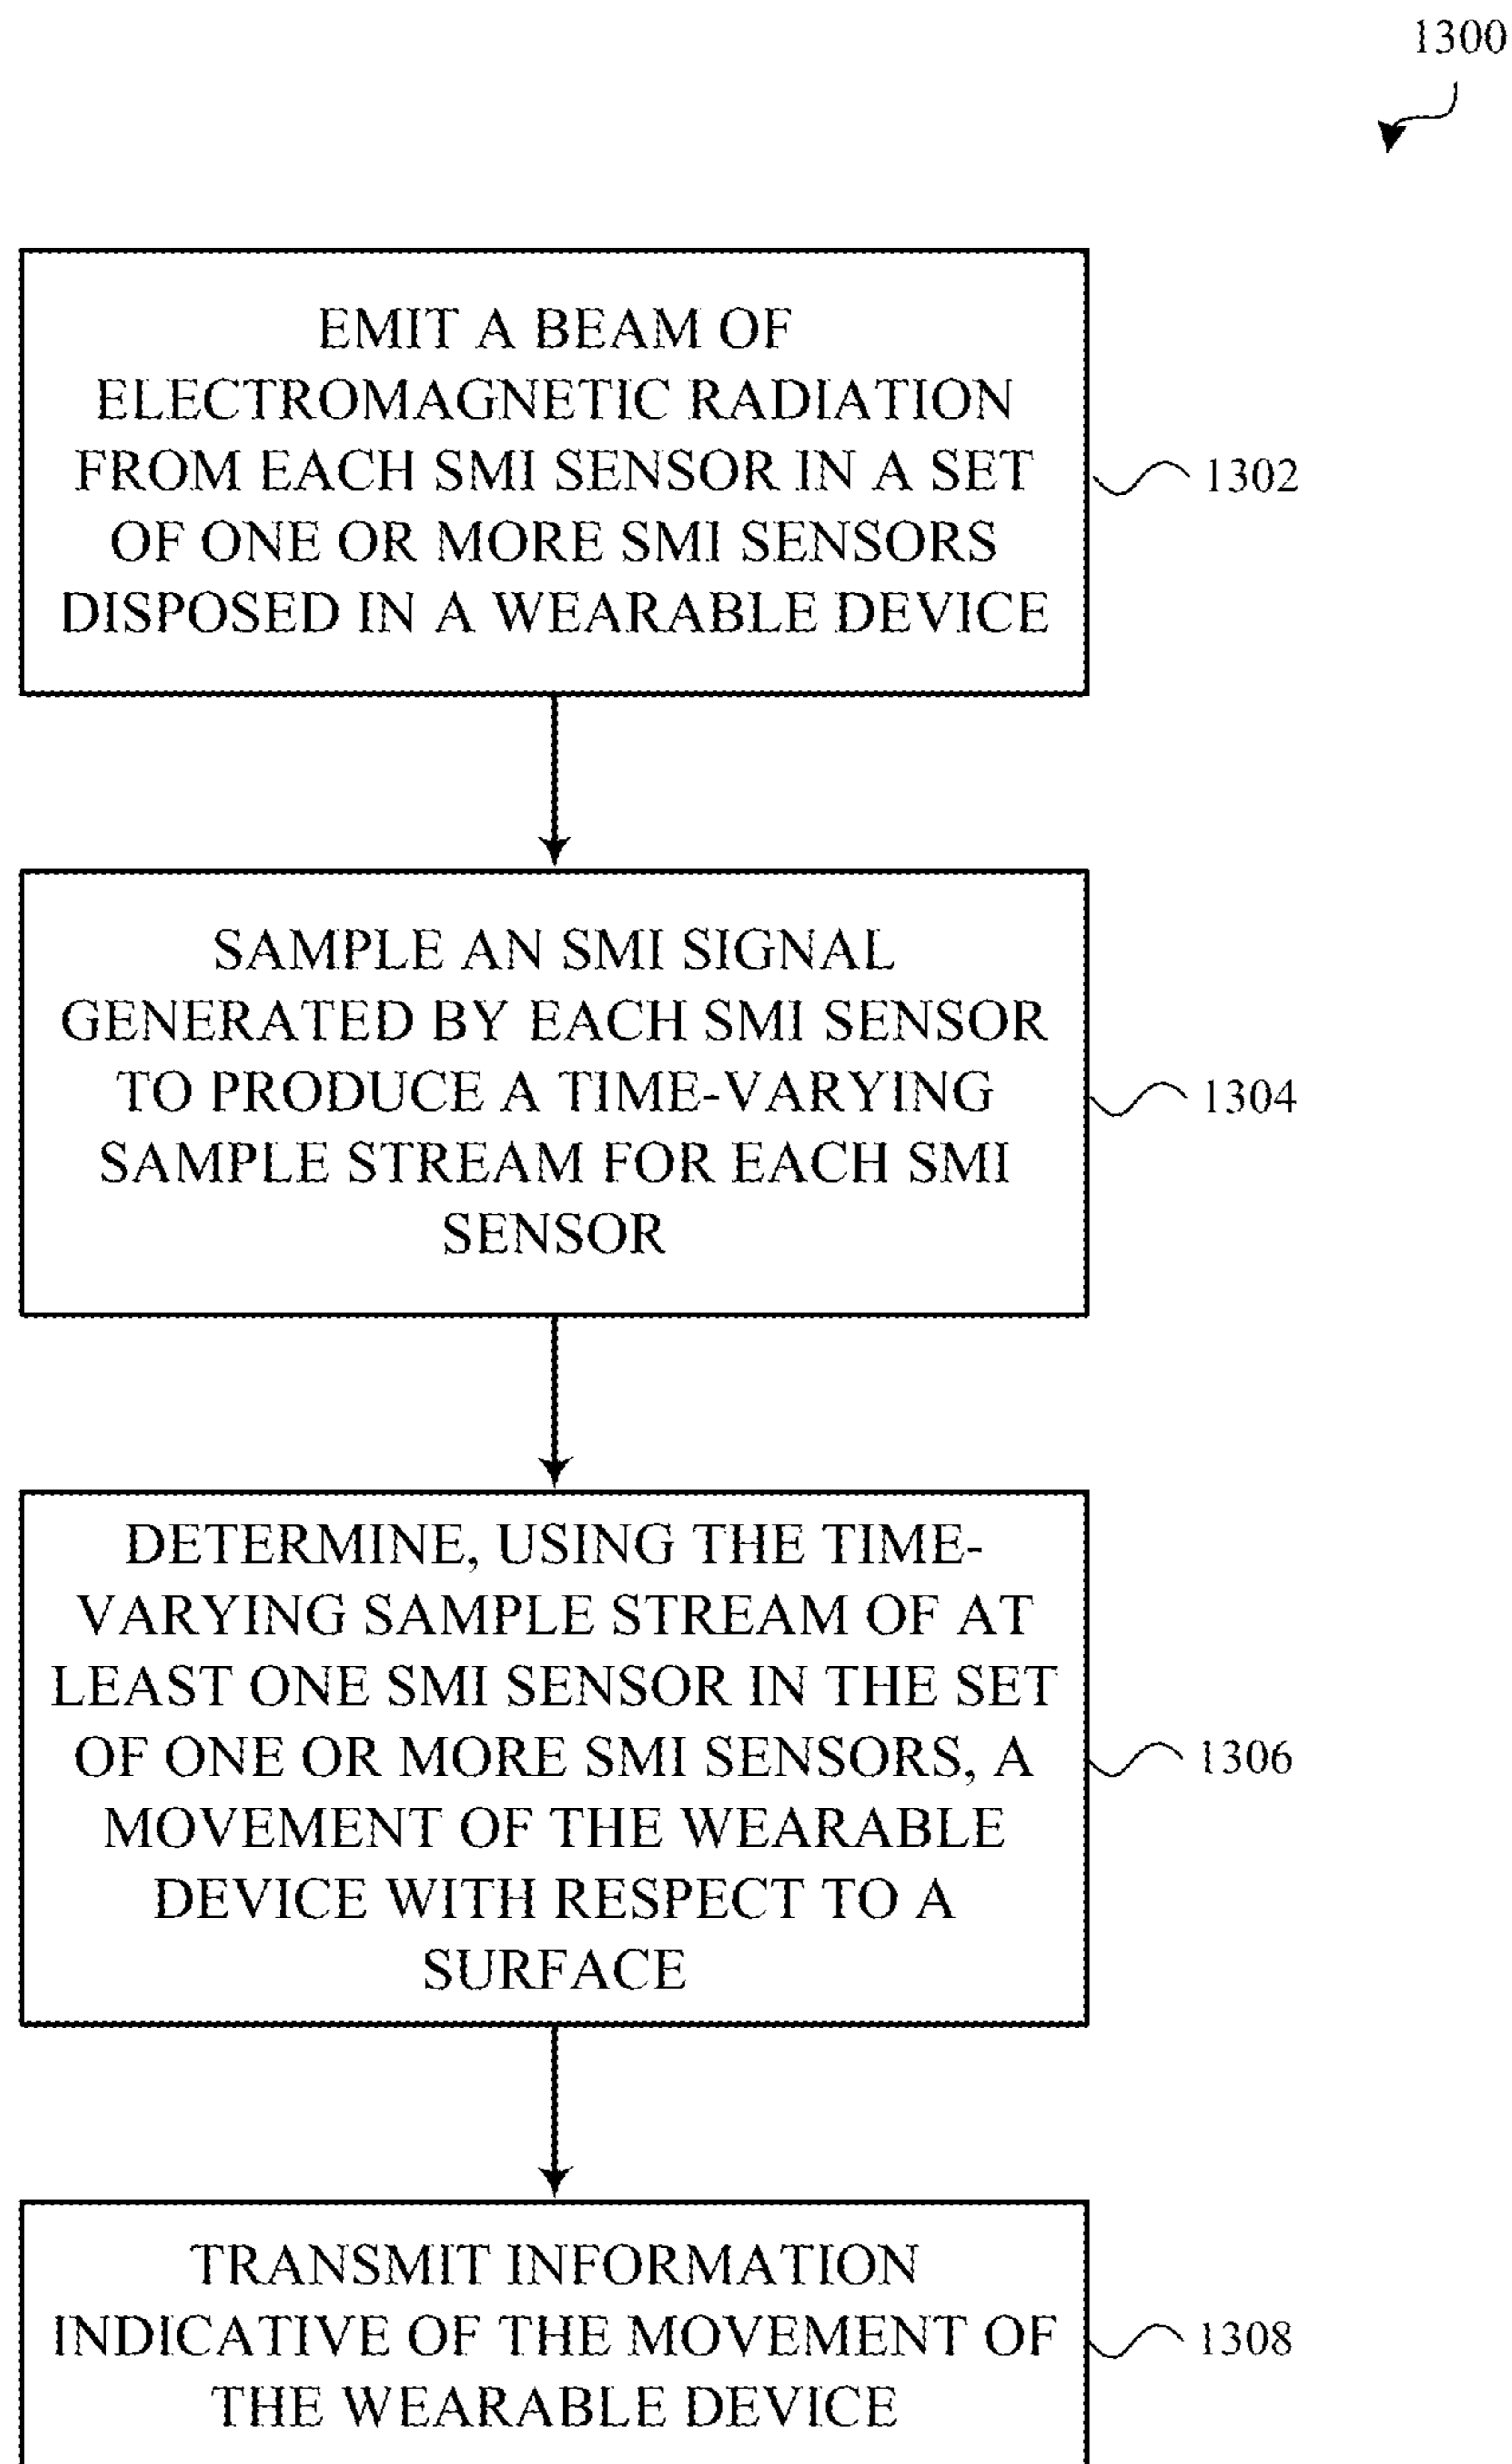 1300
EMIT A BEAM OF
ELECTROMAGNETIC RADIATION
FROM EACH SMI SENSOR IN A SET
OF ONE OR MORE SMI SENSORS
DISPOSED IN A WEARABLE DEVICE
1302
SAMPLE AN SMI SIGNAL
GENERATED BY EACH SMI SENSOR
TO PRODUCE A TIME-VARYING
SAMPLE STREAM FOR EACH SMI
SENSOR
1304
DETERMINE, USING THE TIME-
VARYING SAMPLE STREAM OF AT
LEAST ONE SMI SENSOR IN THE SET
OF ONE OR MORE SMI SENSORS, A
MOVEMENT OF THE WEARABLE
DEVICE WITH RESPECT TO A
SURFACE
1306
TRANSMIT INFORMATION
INDICATIVE OF THE MOVEMENT OF
THE WEARABLE DEVICE
1308